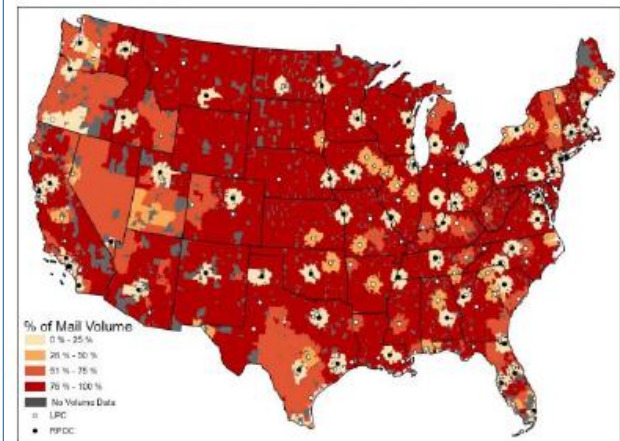 % of Mail Volume
0 % - 25 %
26 % - 50 %
51 % - 75 %
76 % - 100 %
No Volume Data
LPC
RPDC